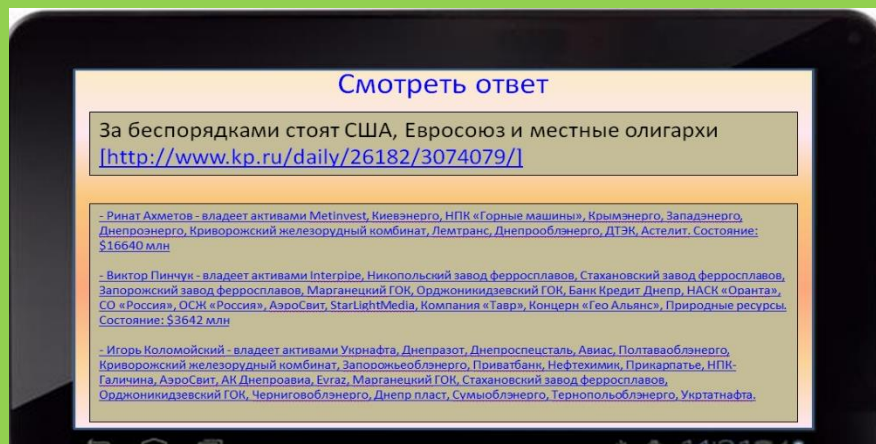 Смотреть ответ
За беспорядками стоят США, Евросоюз и местные олигархи
[http://www.kp.ru/daily/26182/3074079/]
- Ринат Ахметов - владеет активами Metinvest, Киевэнерго, НПК «Горные машины», Крымэнерго, Западэнерго,
Днепроэнерго, Криворожский железорудный комбинат, Лемтранс, Днепрооблэнерго, ДТЭК, Астелит. Состояние:
$16640 млн
- Виктор Пинчук - владеет активами Interpipe, Никопольский завод ферросплавов, Стахановский завод ферросплавов,
Запорожский завод ферросплавов, Марганецкий ГОК, Орджоникидзевский ГОК, Банк Кредит Днепр, НАСК «Оранта»,
СО «Россия», ОСЖ «Россия», АэроСвит, StarLightMedia, Компания «Тавр», Концерн «Гео Альянс», Природные ресурсы.
Состояние: $3642 млн
- Игорь Коломойский - владеет активами Укрнафта, Днепразот, Днепроспецсталь, Авиас, Полтаваоблэнерго,
Криворожский железорудный комбинат, Запорожьеоблэнерго, Приватбанк, Нефтехимик, Прикарпатье, НПК-
Галичина, АэроСвит, АК Днепроавиа, Evraz, Марганецкий ГОК, Стахановский завод ферросплавов,
Орджоникидзевский ГОК, Черниговоблэнерго, Днепр пласт, Сумыоблэнерго, Тернопольоблэнерго, Укртатнафта.